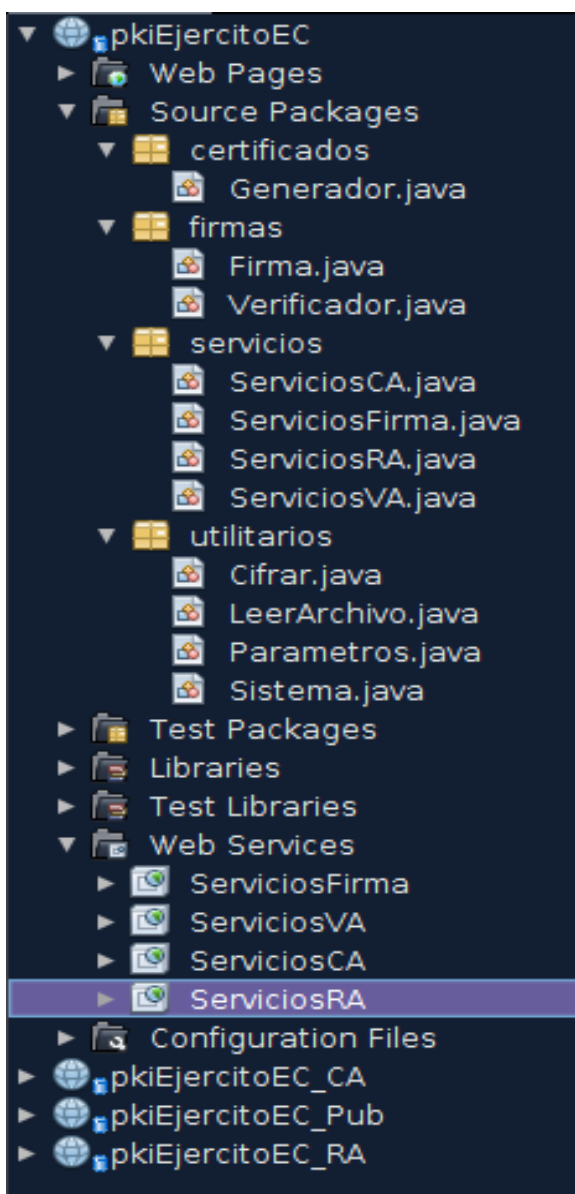 pkiEjercitoEC
Web Pages
Source Packages
certificados
Generador.java
firmas
Firma.java
Verificador.java
servicios
ServiciosCA.java
ServiciosFirma.java
ServiciosRA.java
ServiciosVA.java
utilitarios
Cifrar.java
LeerArchivo.java
Parametros.java
Sistema.java
Test Packages
Libraries
Test Libraries
Web Services
ServiciosFirma
ServiciosVA
ServiciosCA
ServiciosRA
Configuration Files
pkiEjercitoEC_CA
pkiEjercitoEC_Pub
pkiEjercitoEC_RA